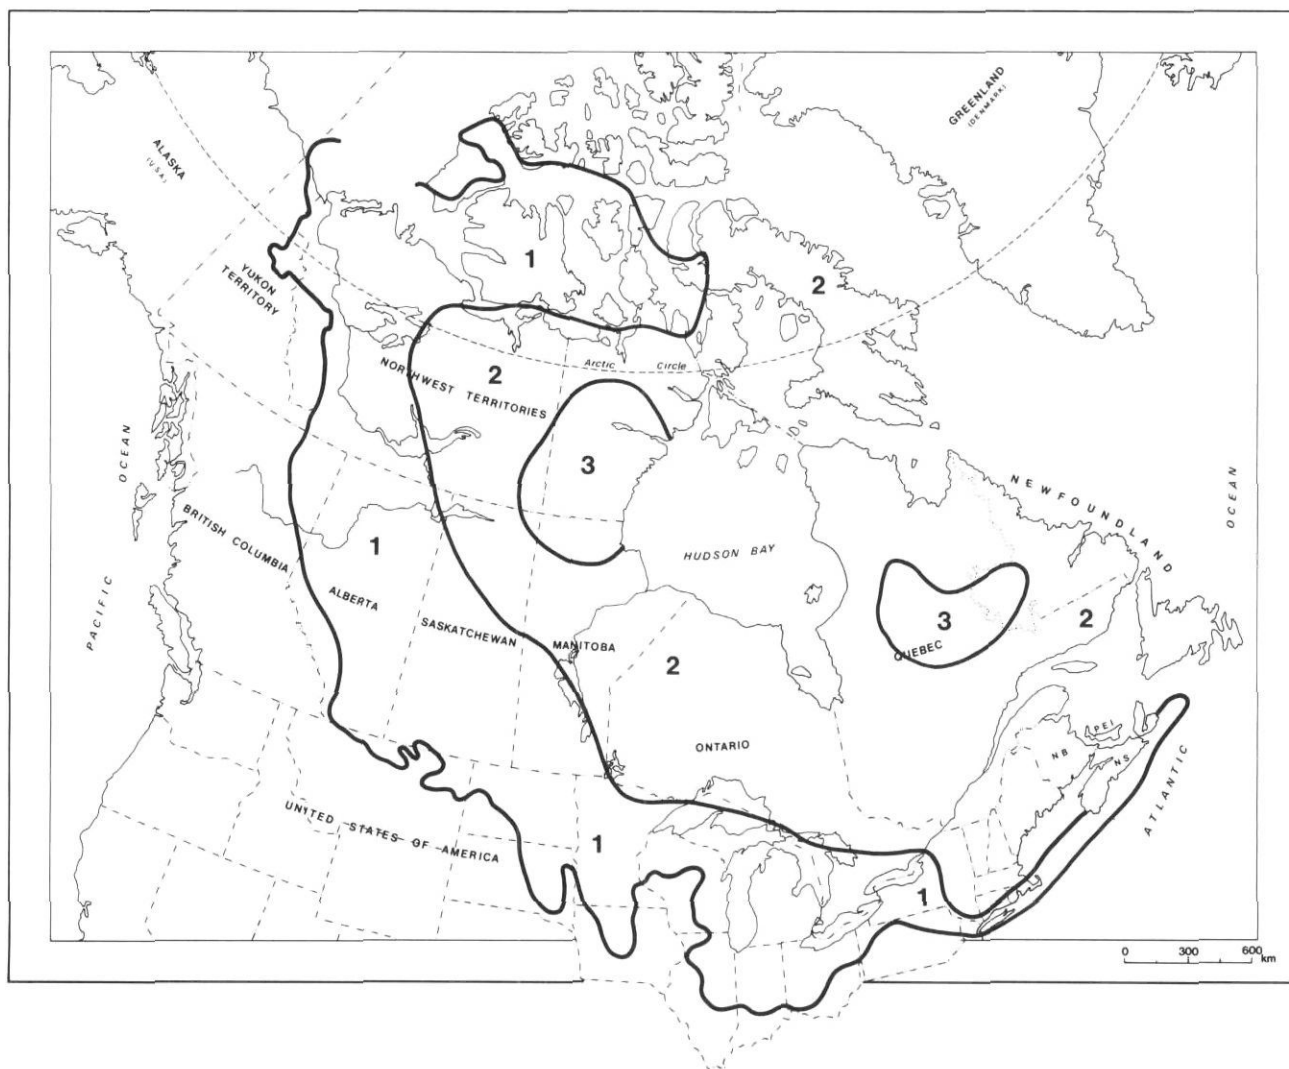 ALASKA
(U.S.A.)
GREENLAND
(DENMARK)
YUKON
TERRITORY
1
2
2
Arctic Circle
NORTHWEST TERRITORIES
3
PACIFIC OCEAN
NEWFOUNDLAND
ATLANTIC OCEAN
BRITISH COLUMBIA
1
HUDSON BAY
ALBERTA
SASKATCHEWAN
MANITOBA
3
QUEBEC
2
2
ONTARIO
PEI
NB
NS
UNITED STATES OF AMERICA
1
1
0 300 600 km